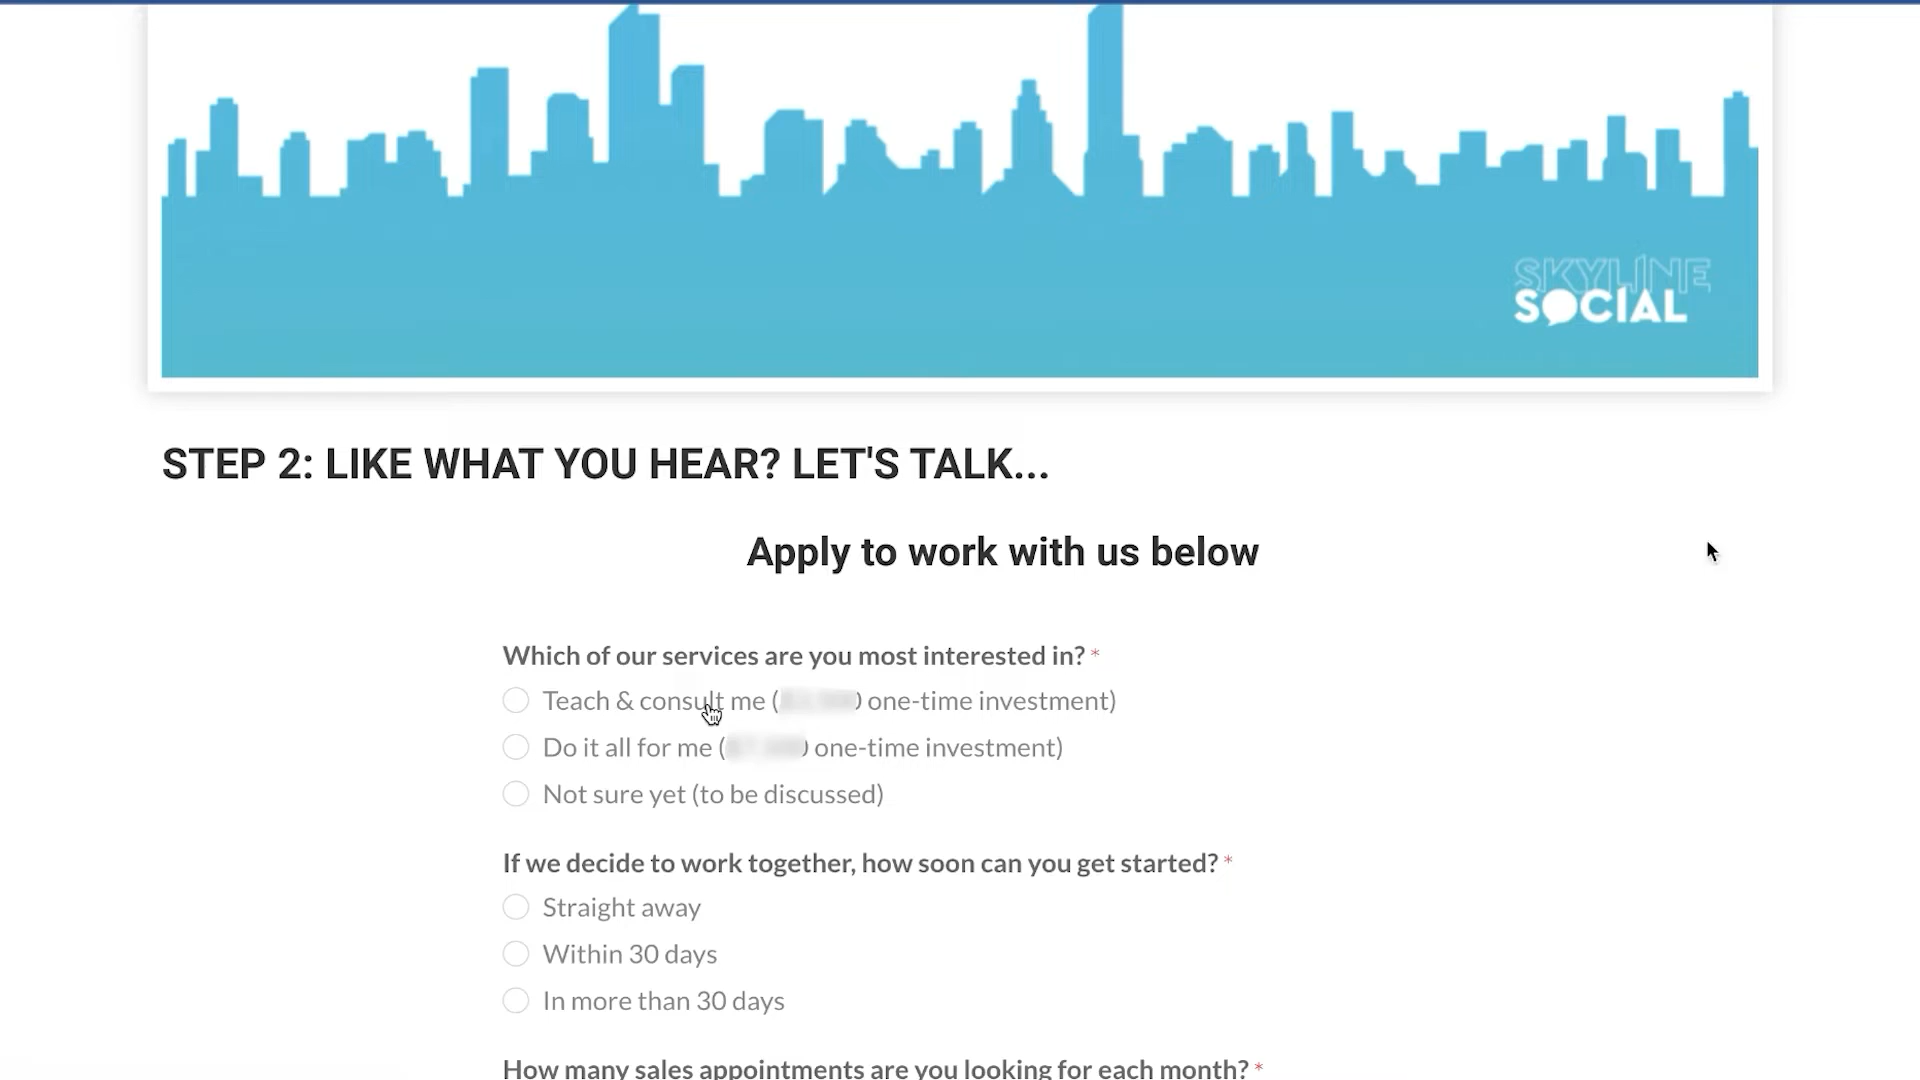 SKYLINE
SOCIAL
STEP 2: LIKE WHAT YOU HEAR? LET'S TALK...
Apply to work with us below
Which of our services are you most interested in? *
Teach & consult me ( ) one-time investment)
Do it all for me ( ) one-time investment)
Not sure yet (to be discussed)
If we decide to work together, how soon can you get started? *
Straight away
Within 30 days
In more than 30 days
How many sales appointments are you looking for each month? *